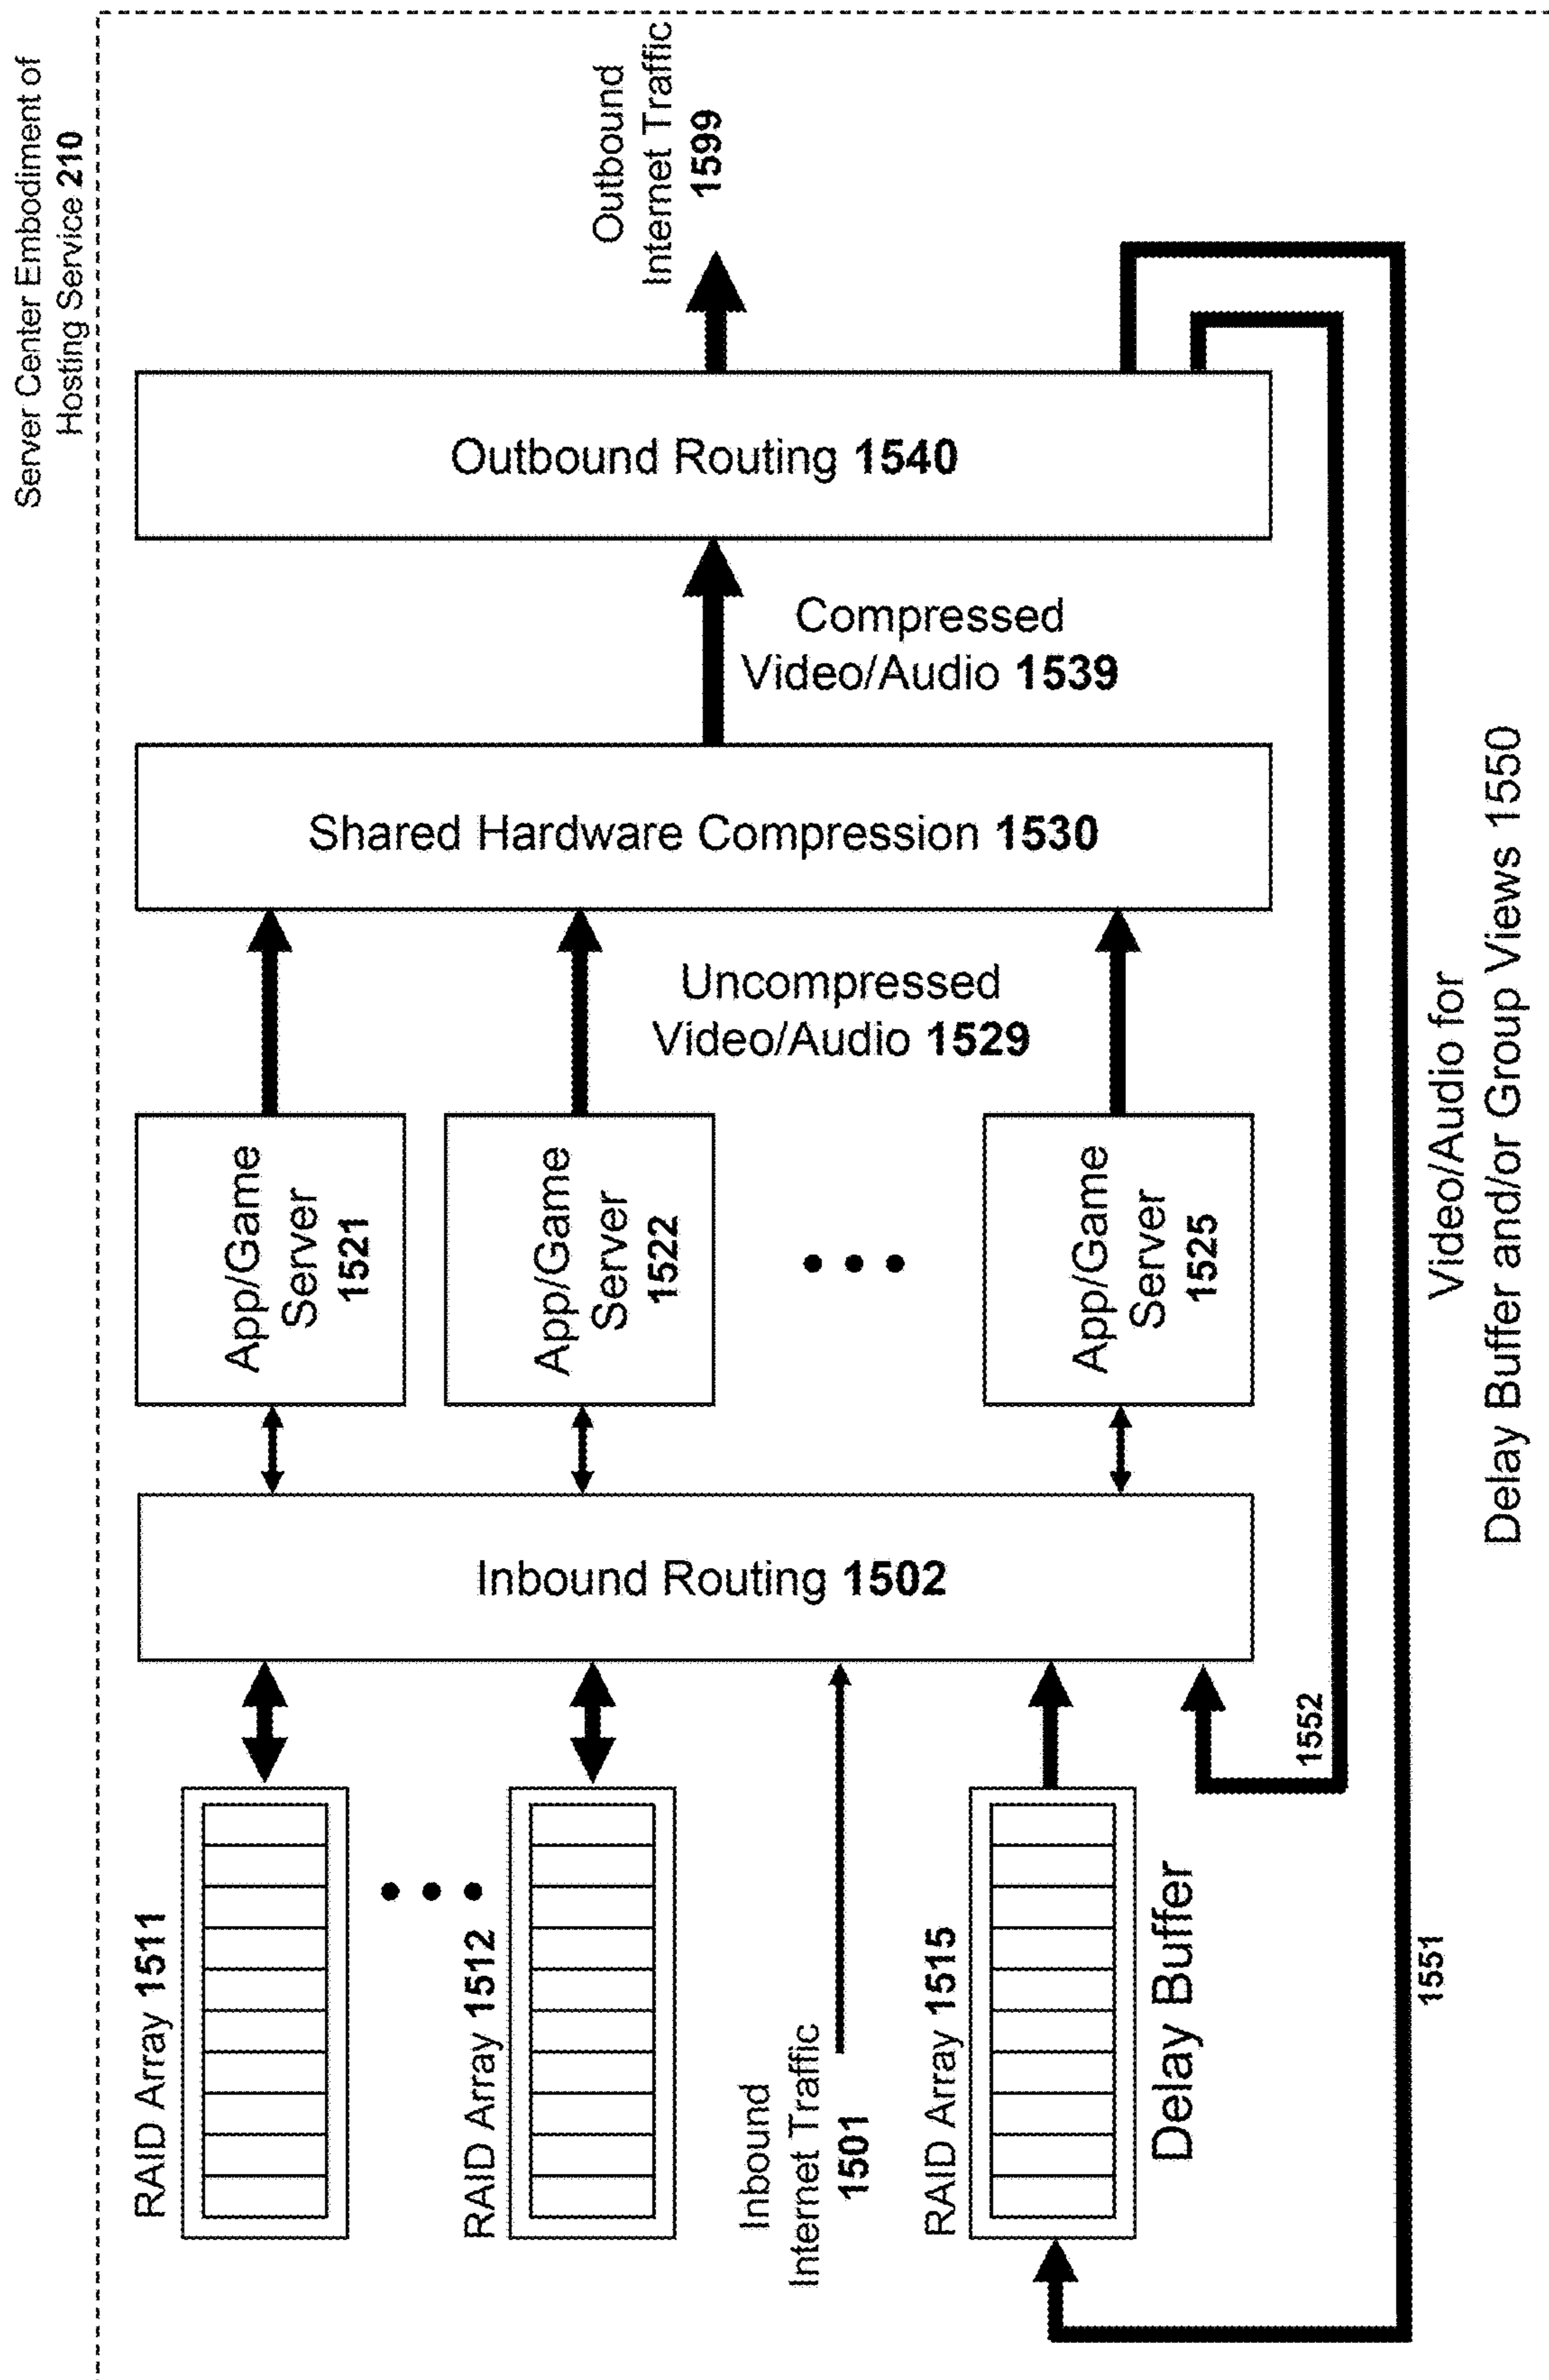 Server Center Embodiment of
Hosting Service 210
RAID Array 1511
RAID Array 1512
Inbound
Internet Traffic
1501
RAID Array 1515
Delay Buffer
Inbound Routing 1502
App/Game
Server
1521
App/Game
Server
1522
App/Game
Server
1525
Uncompressed
Video/Audio 1529
Shared Hardware Compression 1530
Compressed
Video/Audio 1539
Outbound Routing 1540
Outbound
Internet Traffic
1599
1552
1551
Video/Audio for
Delay Buffer and/or Group Views 1550